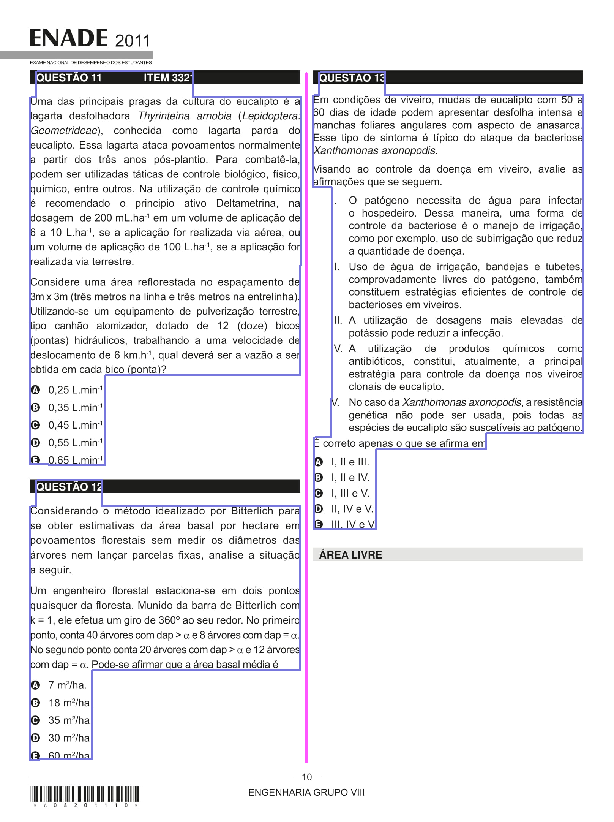 ENADE 2011
EXAME NACIONAL DE DESEMPENHO DOS ESTUDANTES
QUESTÃO 11 ITEM 3321
Uma das principais pragas da cultura do eucalipto é a
lagarta desfolhadora Thyrinteina arnobia (Lepidoptera:
Geometridae), conhecida como lagarta parda do
eucalipto. Essa lagarta ataca povoamentos normalmente
a partir dos três anos pós-plantio. Para combatê-la,
podem ser utilizadas táticas de controle biológico, físico,
químico, entre outros. Na utilização de controle químico
é recomendado o princípio ativo Deltametrina, na
dosagem de 200 mL.ha⁻¹ em um volume de aplicação de
6 a 10 L.ha⁻¹, se a aplicação for realizada via aérea, ou
um volume de aplicação de 100 L.ha⁻¹, se a aplicação for
realizada via terrestre.
Considere uma área reflorestada no espaçamento de
3m x 3m (três metros na linha e três metros na entrelinha).
Utilizando-se um equipamento de pulverização terrestre,
tipo canhão atomizador, dotado de 12 (doze) bicos
(pontas) hidráulicos, trabalhando a uma velocidade de
deslocamento de 6 km.h⁻¹, qual deverá ser a vazão a ser
obtida em cada bico (ponta)?
A 0,25 L.min⁻¹
B 0,35 L.min⁻¹
C 0,45 L.min⁻¹
D 0,55 L.min⁻¹
E 0,65 L.min⁻¹
QUESTÃO 12
Considerando o método idealizado por Bitterlich para
se obter estimativas da área basal por hectare em
povoamentos florestais sem medir os diâmetros das
árvores nem lançar parcelas fixas, analise a situação
a seguir.
Um engenheiro florestal estaciona-se em dois pontos
quaisquer da floresta. Munido da barra de Bitterlich com
k = 1, ele efetua um giro de 360º ao seu redor. No primeiro
ponto, conta 40 árvores com dap > α e 8 árvores com dap = α.
No segundo ponto conta 20 árvores com dap > α e 12 árvores
com dap = α. Pode-se afirmar que a área basal média é
A 7 m²/ha.
B 18 m²/ha
C 35 m²/ha
D 30 m²/ha
E 60 m²/ha
QUESTÃO 13
Em condições de viveiro, mudas de eucalipto com 50 a
60 dias de idade podem apresentar desfolha intensa e
manchas foliares angulares com aspecto de anasarca.
Esse tipo de sintoma é típico do ataque da bacteriose
Xanthomonas axonopodis.
Visando ao controle da doença em viveiro, avalie as
afirmações que se seguem.
I. O patógeno necessita de água para infectar
o hospedeiro. Dessa maneira, uma forma de
controle da bacteriose é o manejo de irrigação,
como por exemplo, uso de subirrigação que reduz
a quantidade de doença.
II. Uso de água de irrigação, bandejas e tubetes,
comprovadamente livres do patógeno, também
constituem estratégias eficientes de controle de
bacterioses em viveiros.
III. A utilização de dosagens mais elevadas de
potássio pode reduzir a infecção.
IV. A utilização de produtos químicos como
antibióticos, constitui, atualmente, a principal
estratégia para controle da doença nos viveiros
clonais de eucalipto.
V. No caso da Xanthomonas axonopodis, a resistência
genética não pode ser usada, pois todas as
espécies de eucalipto são suscetíveis ao patógeno.
É correto apenas o que se afirma em
A I, II e III.
B I, II e IV.
C I, III e V.
D II, IV e V.
E III, IV e V.
ÁREA LIVRE
10
ENGENHARIA GRUPO VIII